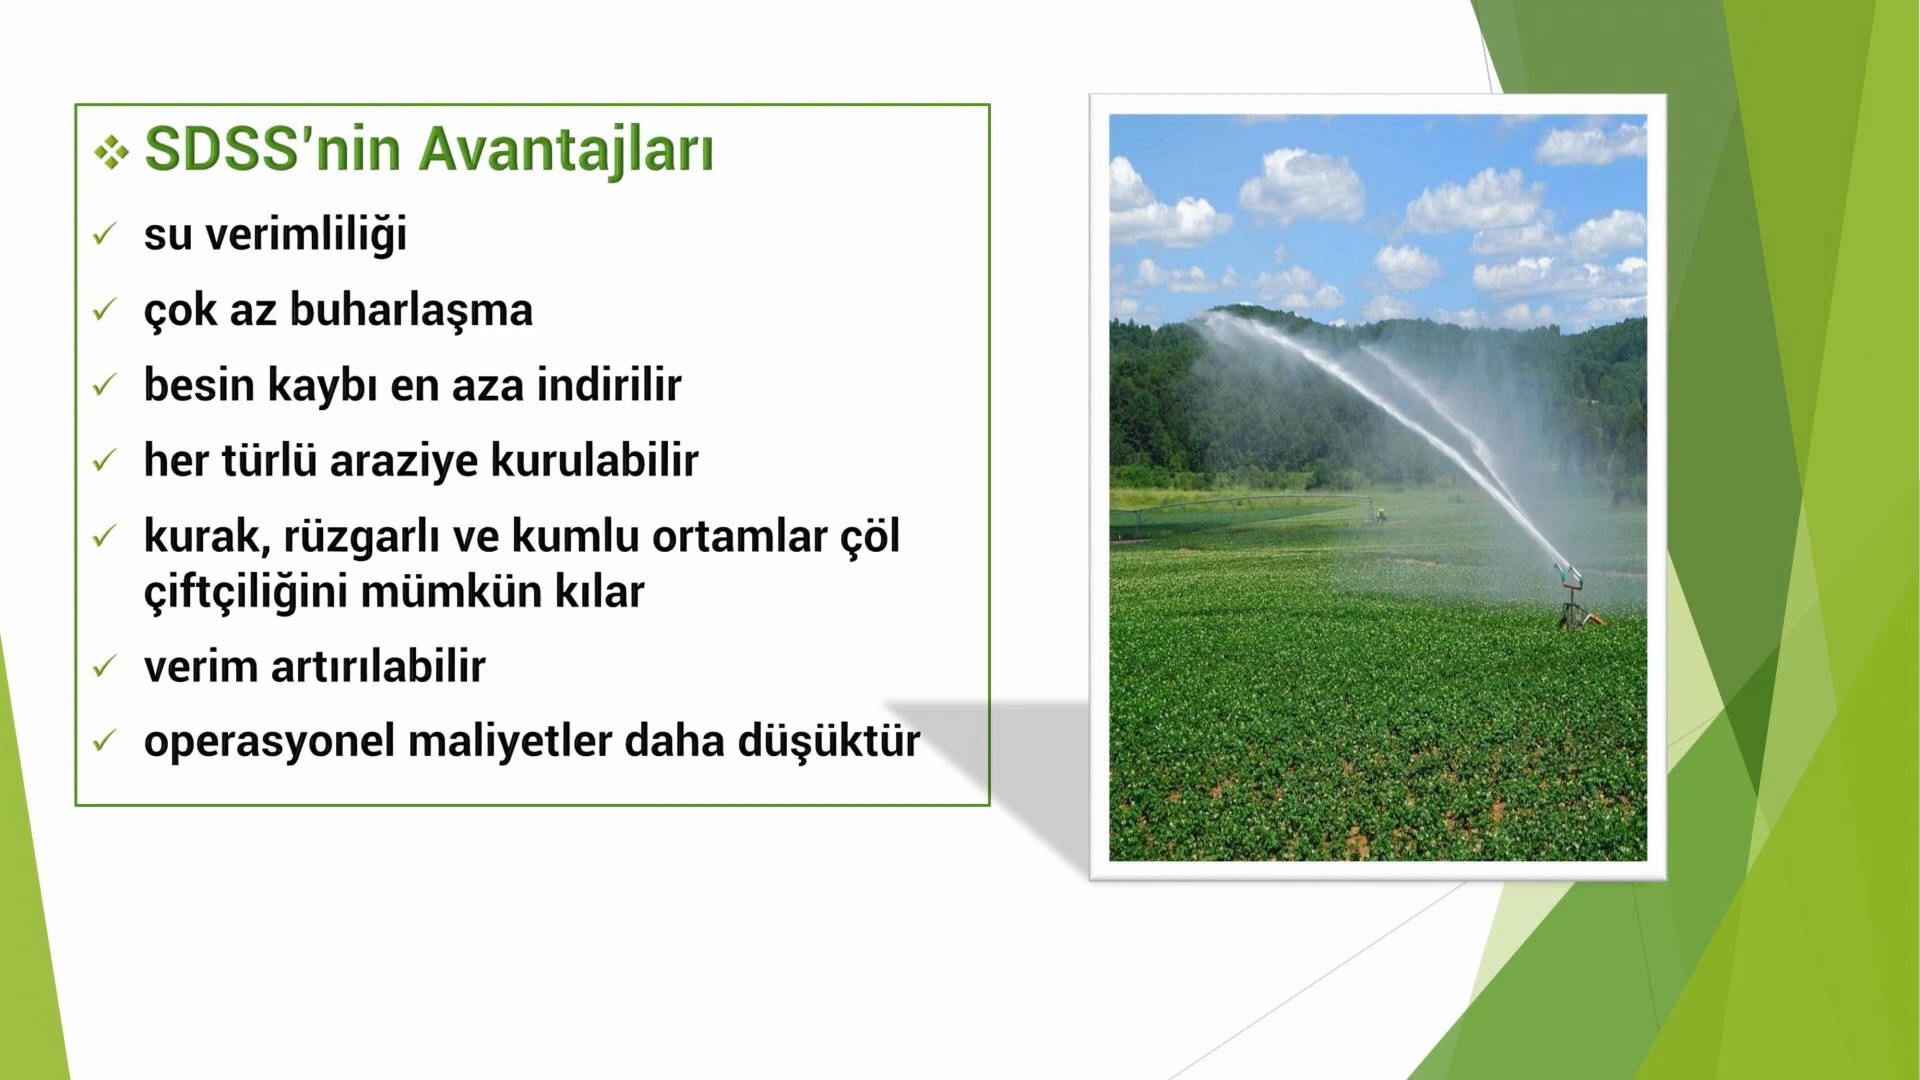 SDSS'nin Avantajları
su verimliliği
çok az buharlaşma
besin kaybı en aza indirilir
her türlü araziye kurulabilir
kurak, rüzgarlı ve kumlu ortamlar çöl
çiftçiliğini mümkün kılar
verim artırılabilir
operasyonel maliyetler daha düşüktür